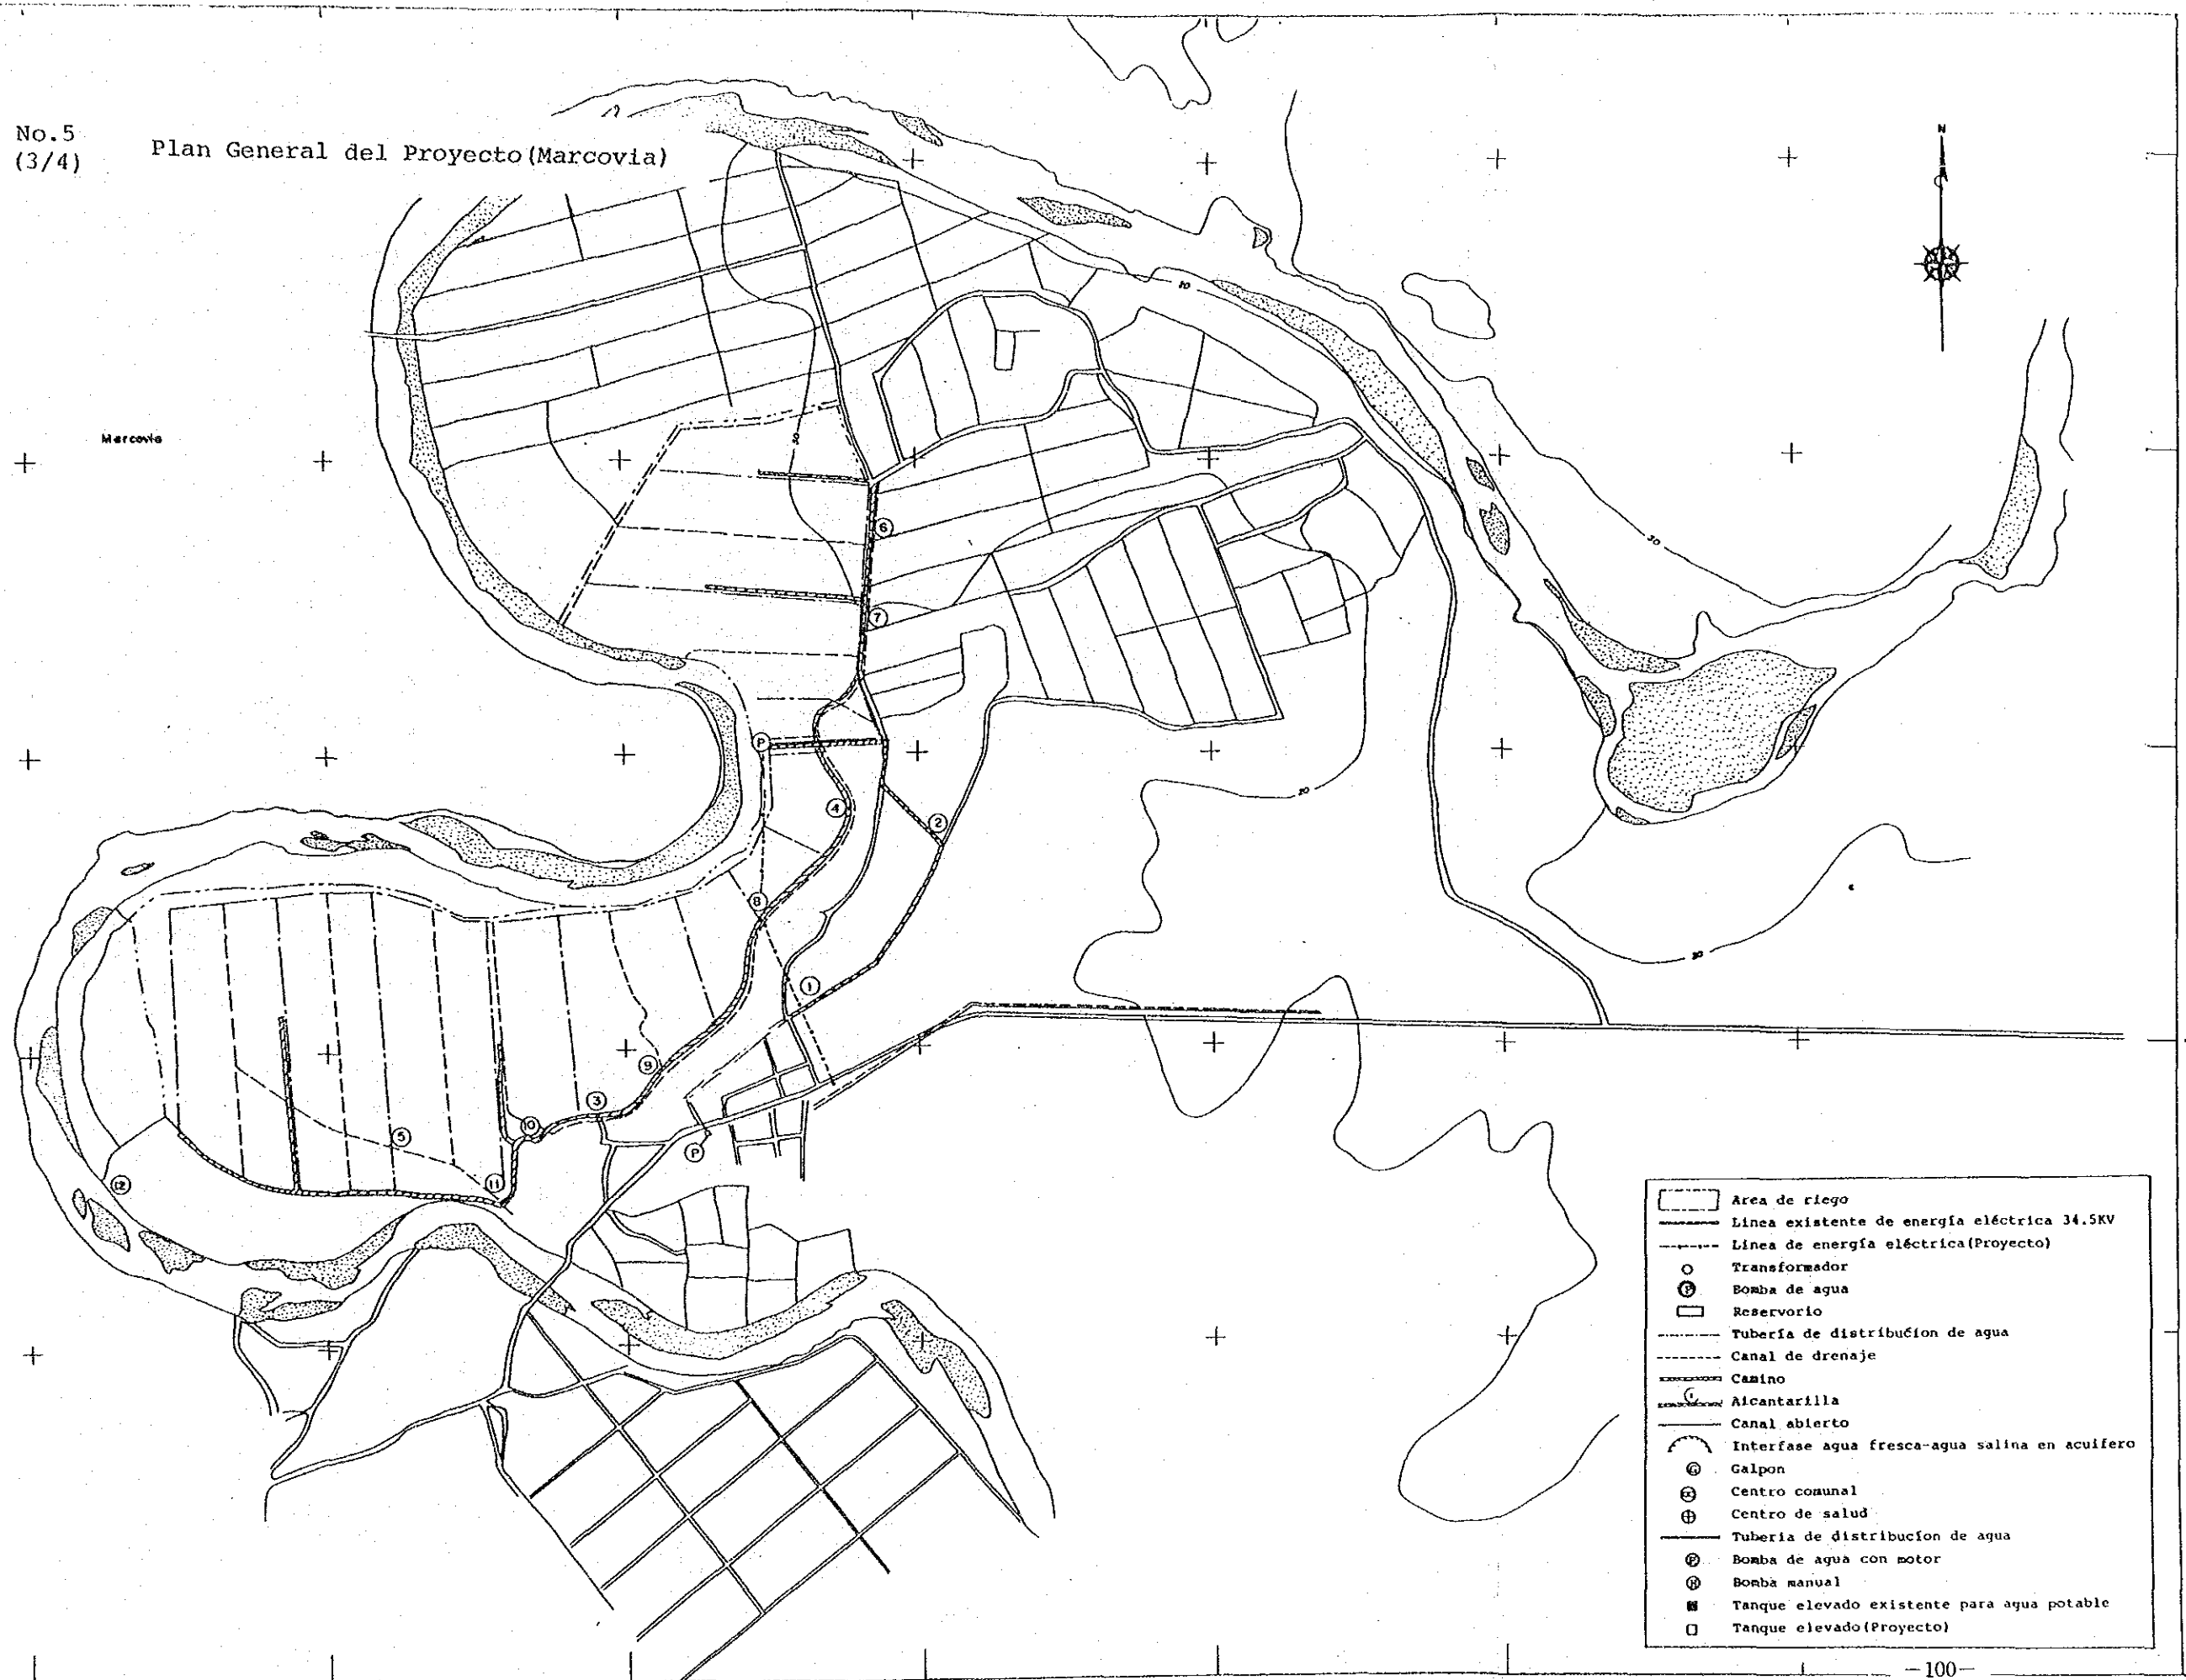 No.5
(3/4)
Plan General del Proyecto(Marcovia)
N
Marcovia
10
20
30
20
30
6
7
P
4
2
8
1
9
3
10
5
11
12
P
Area de riego
Linea existente de energía eléctrica 34.5KV
Linea de energía eléctrica(Proyecto)
Transformador
P Bomba de agua
Reservorio
Tubería de distribución de agua
Canal de drenaje
Camino
Alcantarilla
Canal abierto
Interfase agua fresca-agua salina en acuifero
G Galpon
Centro comunal
Centro de salud
Tuberia de distribucion de agua
P Bomba de agua con motor
H Bomba manual
Tanque elevado existente para agua potable
Tanque elevado(Proyecto)
-100-